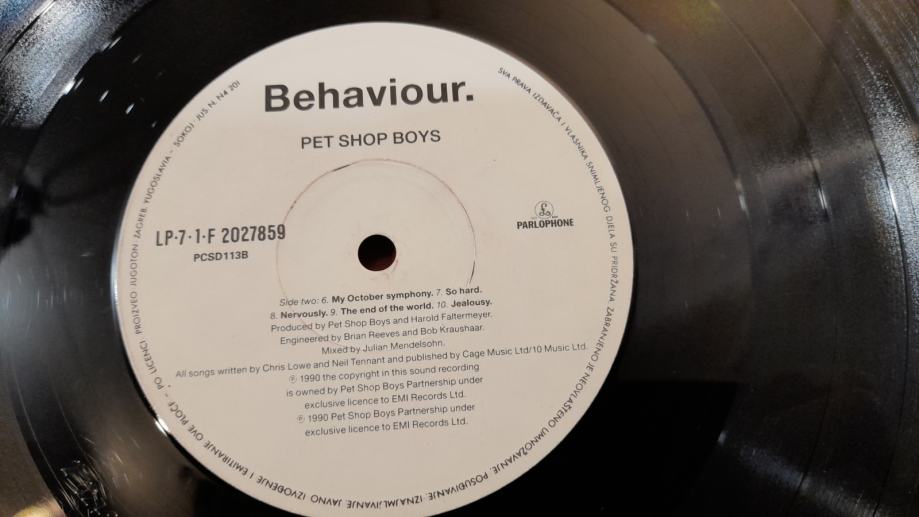 Behaviour.
PET SHOP BOYS
LP-7-1-F 2027859
PCSD113B
PARLOPHONE
Side two: 6. My October symphony. 7. So hard.
8. Nervously. 9. The end of the world. 10. Jealousy.
Produced by Pet Shop Boys and Harold Faltermeyer.
Engineered by Brian Reeves and Bob Kraushaar.
Mixed by Julian Mendelsohn.
All songs written by Chris Lowe and Neil Tennant and published by Cage Music Ltd/10 Music Ltd.
℗ 1990 the copyright in this sound recording
is owned by Pet Shop Boys Partnership under
exclusive licence to EMI Records Ltd.
℗ 1990 Pet Shop Boys Partnership under
exclusive licence to EMI Records Ltd.
SVA PRAVA IZDAVAČA I VLASNIKA SNIMLJENOG DJELA SU PRIDRŽANA. ZABRANJENO JE NEOVLAŠTENO UMNOŽAVANJE, POSUĐIVANJE, IZNAJMLJIVANJE, JAVNO IZVOĐENJE I EMITIRANJE OVE PLOČE - PO LICENCI PROIZVEO JUGOTON ZAGREB YUGOSLAVIA - SOKOJ · JUS N. N4 201